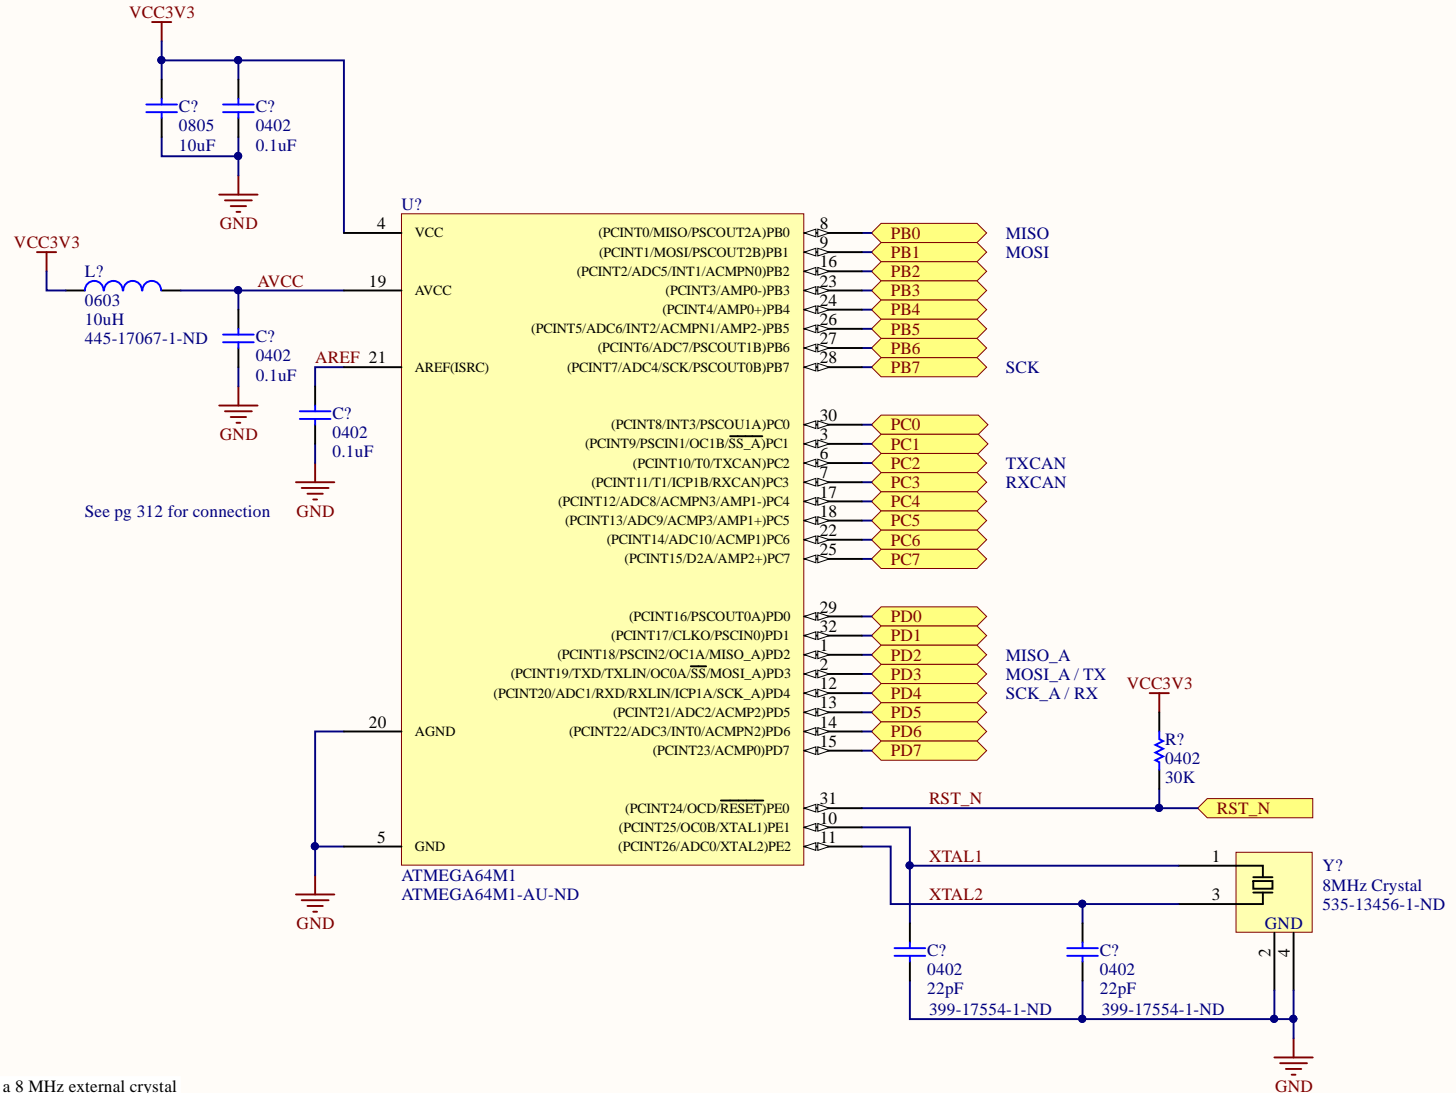 VCC3V3
C?
0805
10uF
C?
0402
0.1uF
GND
VCC3V3
L?
0603
10uH
445-17067-1-ND
AVCC
C?
0402
0.1uF
GND
AREF
C?
0402
0.1uF
GND
See pg 312 for connection
U?
4 VCC
19 AVCC
21 AREF(ISRC)
20 AGND
5 GND
GND
(PCINT0/MISO/PSCOUT2A)PB0 8 PB0 MISO
(PCINT1/MOSI/PSCOUT2B)PB1 9 PB1 MOSI
(PCINT2/ADC5/INT1/ACMPN0)PB2 16 PB2
(PCINT3/AMP0-)PB3 23 PB3
(PCINT4/AMP0+)PB4 24 PB4
(PCINT5/ADC6/INT2/ACMPN1/AMP2-)PB5 26 PB5
(PCINT6/ADC7/PSCOUT1B)PB6 27 PB6
(PCINT7/ADC4/SCK/PSCOUT0B)PB7 28 PB7 SCK
(PCINT8/INT3/PSCOU1A)PC0 30 PC0
(PCINT9/PSCIN1/OC1B/SS_A)PC1 3 PC1
(PCINT10/T0/TXCAN)PC2 6 PC2 TXCAN
(PCINT11/T1/ICP1B/RXCAN)PC3 7 PC3 RXCAN
(PCINT12/ADC8/ACMPN3/AMP1-)PC4 17 PC4
(PCINT13/ADC9/ACMP3/AMP1+)PC5 18 PC5
(PCINT14/ADC10/ACMP1)PC6 22 PC6
(PCINT15/D2A/AMP2+)PC7 25 PC7
(PCINT16/PSCOUT0A)PD0 29 PD0
(PCINT17/CLKO/PSCIN0)PD1 32 PD1
(PCINT18/PSCIN2/OC1A/MISO_A)PD2 1 PD2 MISO_A
(PCINT19/TXD/TXLIN/OC0A/SS/MOSI_A)PD3 2 PD3 MOSI_A / TX
(PCINT20/ADC1/RXD/RXLIN/ICP1A/SCK_A)PD4 12 PD4 SCK_A / RX
(PCINT21/ADC2/ACMP2)PD5 13 PD5
(PCINT22/ADC3/INT0/ACMPN2)PD6 14 PD6
(PCINT23/ACMP0)PD7 15 PD7
(PCINT24/OCD/RESET)PE0 31 RST_N RST_N
(PCINT25/OC0B/XTAL1)PE1 10
(PCINT26/ADC0/XTAL2)PE2 11
ATMEGA64M1
ATMEGA64M1-AU-ND
VCC3V3
R?
0402
30K
XTAL1 1
XTAL2 3
GND
2 4
Y?
8MHz Crystal
535-13456-1-ND
C?
0402
22pF
399-17554-1-ND
C?
0402
22pF
399-17554-1-ND
GND
a 8 MHz external crystal